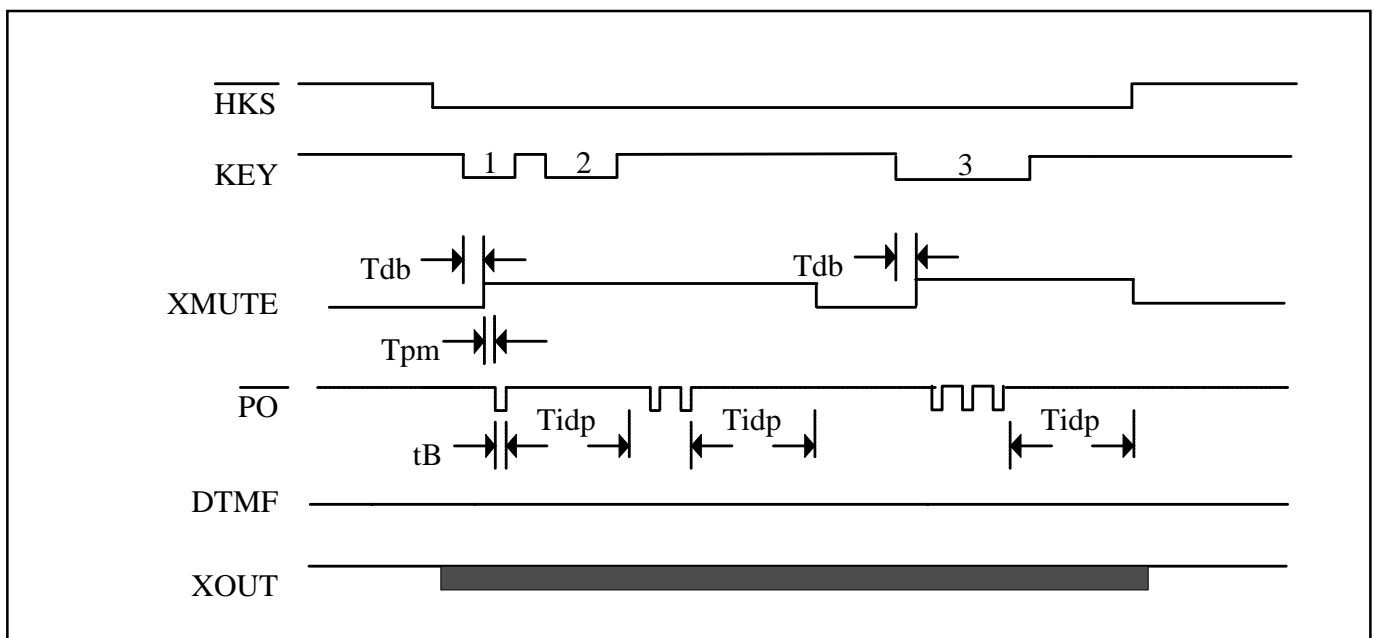 HKS
KEY
1
2
3
Tdb
Tdb
XMUTE
Tpm
PO
Tidp
Tidp
Tidp
tB
DTMF
XOUT